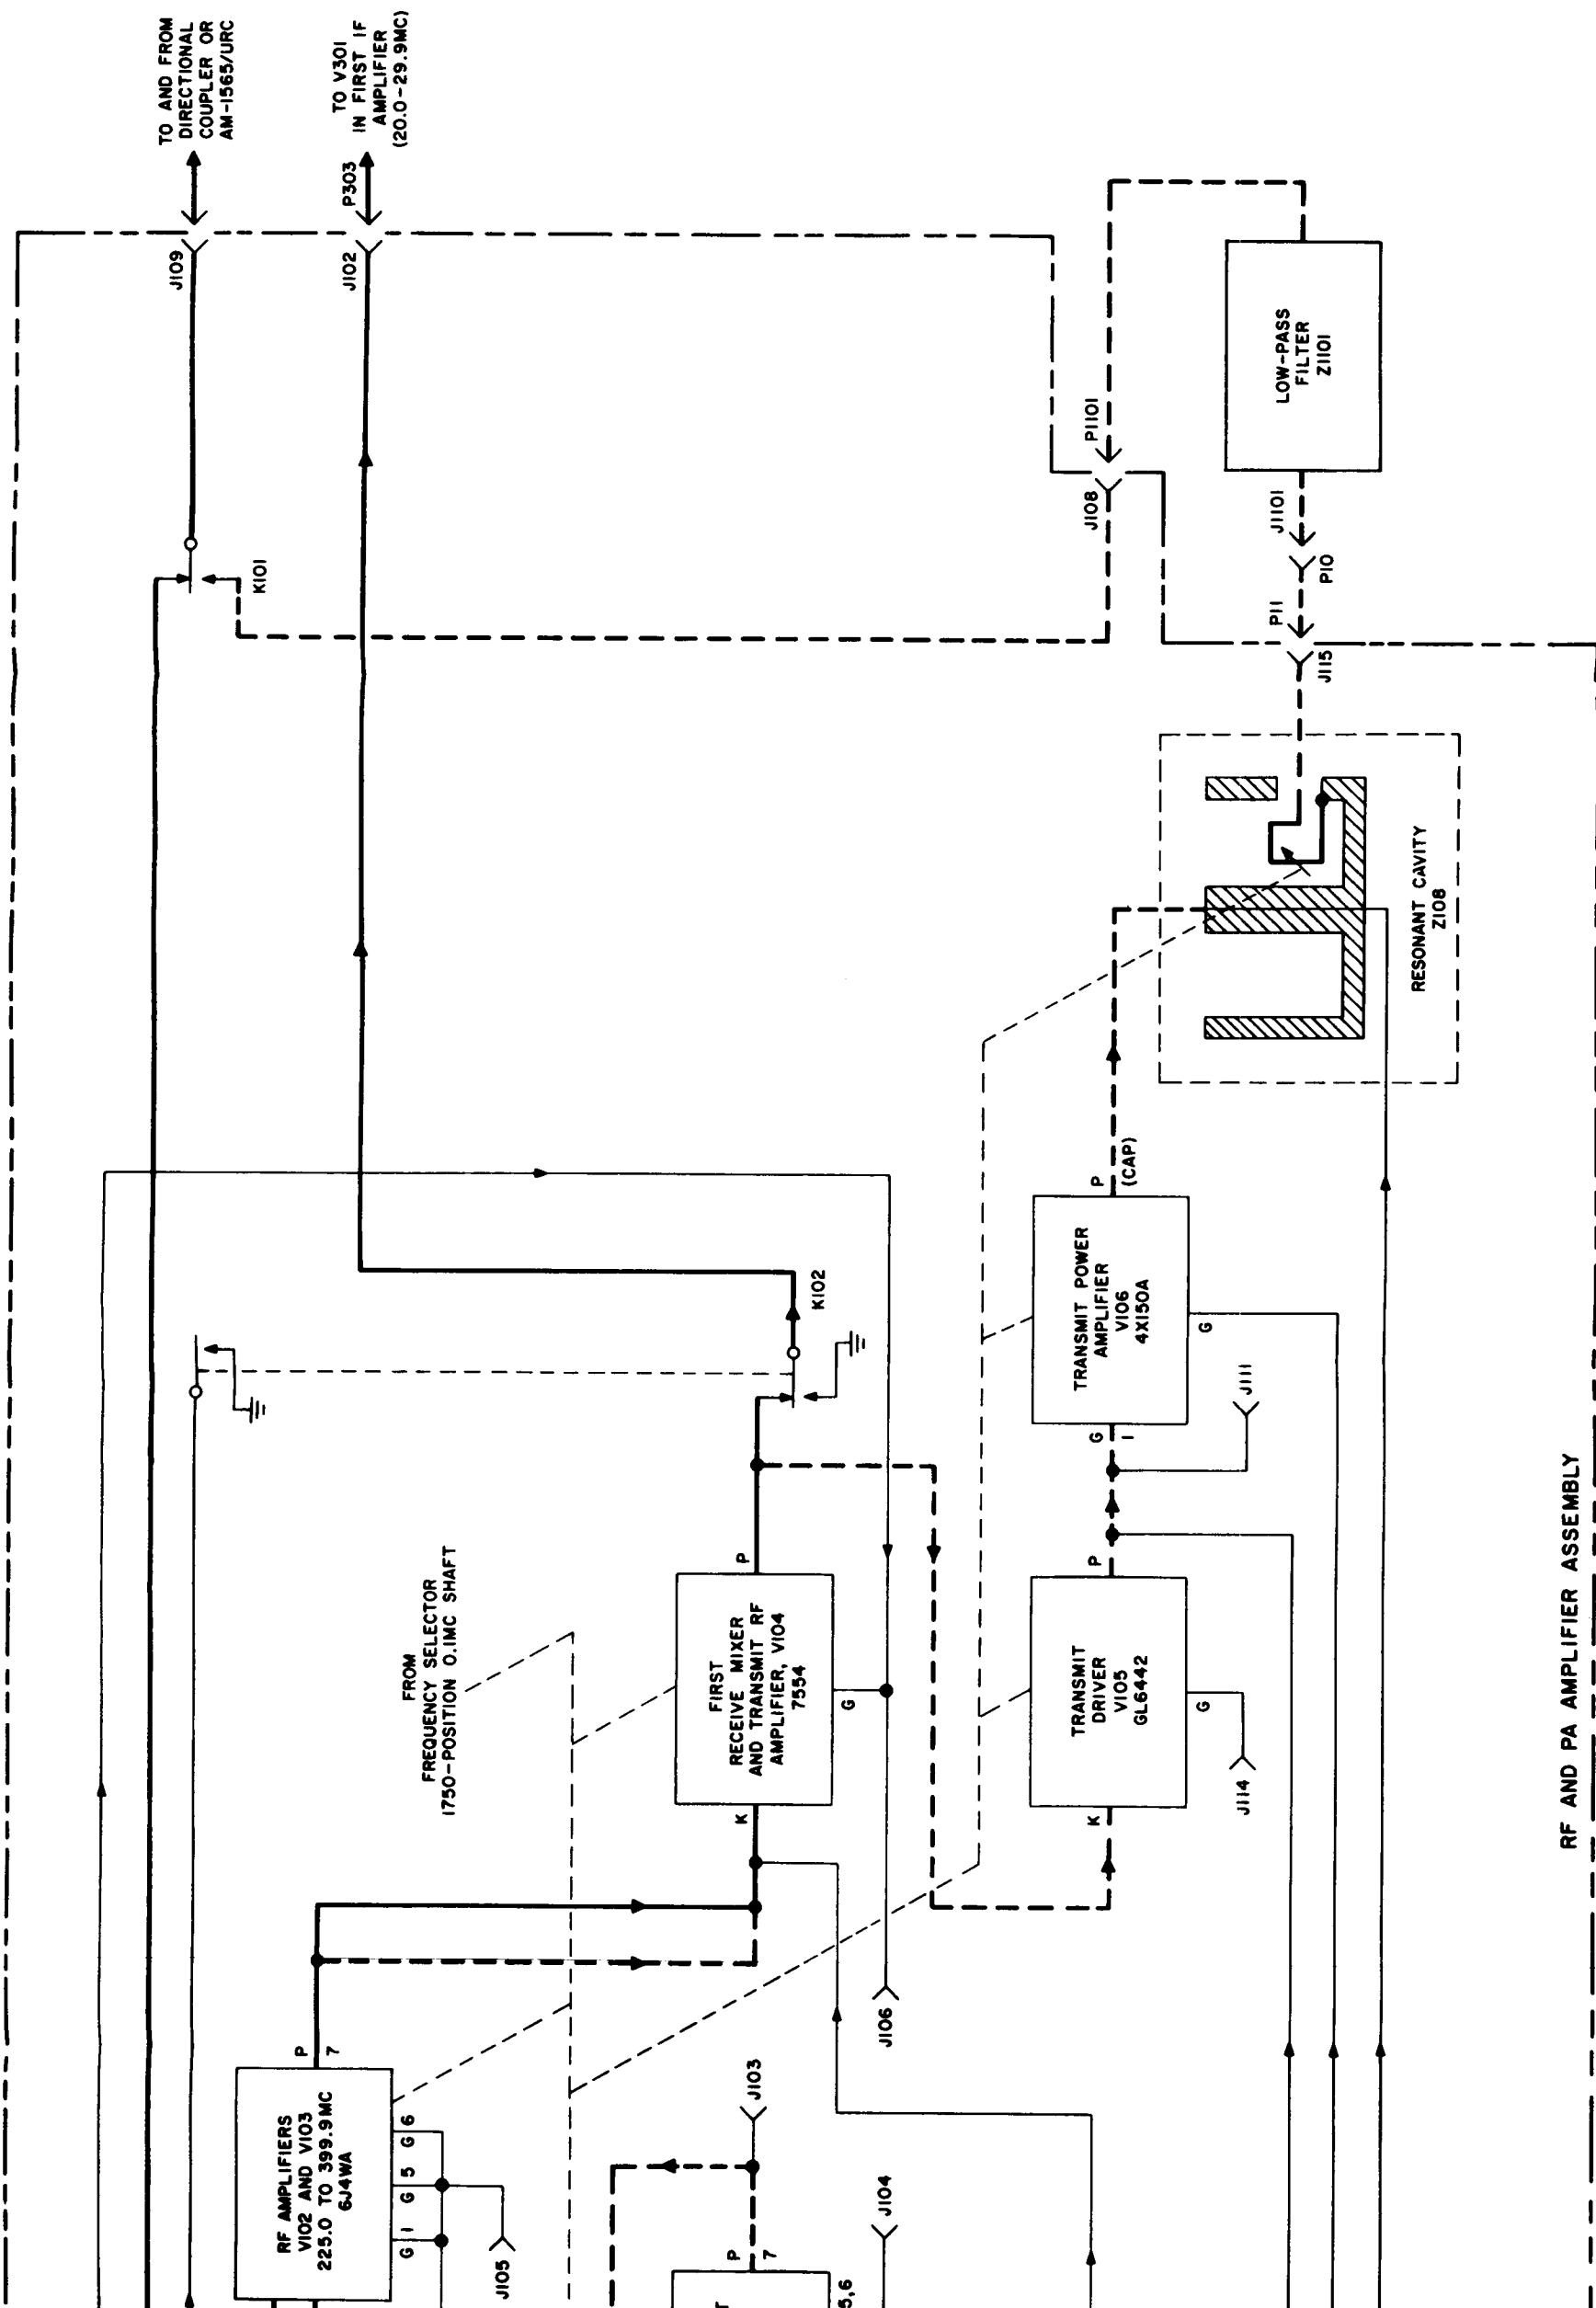 TO AND FROM
DIRECTIONAL
COUPLER OR
AM-1565/URC
TO V301
IN FIRST IF
AMPLIFIER
(20.0-29.9MC)
P303
J109
J102
K101
P1101
J108
LOW-PASS
FILTER
Z1101
J1101
P10
P11
J115
RESONANT CAVITY
Z108
K102
P
(CAP)
TRANSMIT POWER
AMPLIFIER
V106
4X150A
G
G
1
J111
FROM
FREQUENCY SELECTOR
1750-POSITION 0.1MC SHAFT
P
FIRST
RECEIVE MIXER
AND TRANSMIT RF
AMPLIFIER, V104
7554
G
K
P
TRANSMIT
DRIVER
V105
GL6442
G
K
J114
J106
P
7
RF AMPLIFIERS
V102 AND V103
225.0 TO 399.9MC
6J4WA
G 1
G 5
G 6
J105
J103
J104
P
7
T
5,6
RF AND PA AMPLIFIER ASSEMBLY